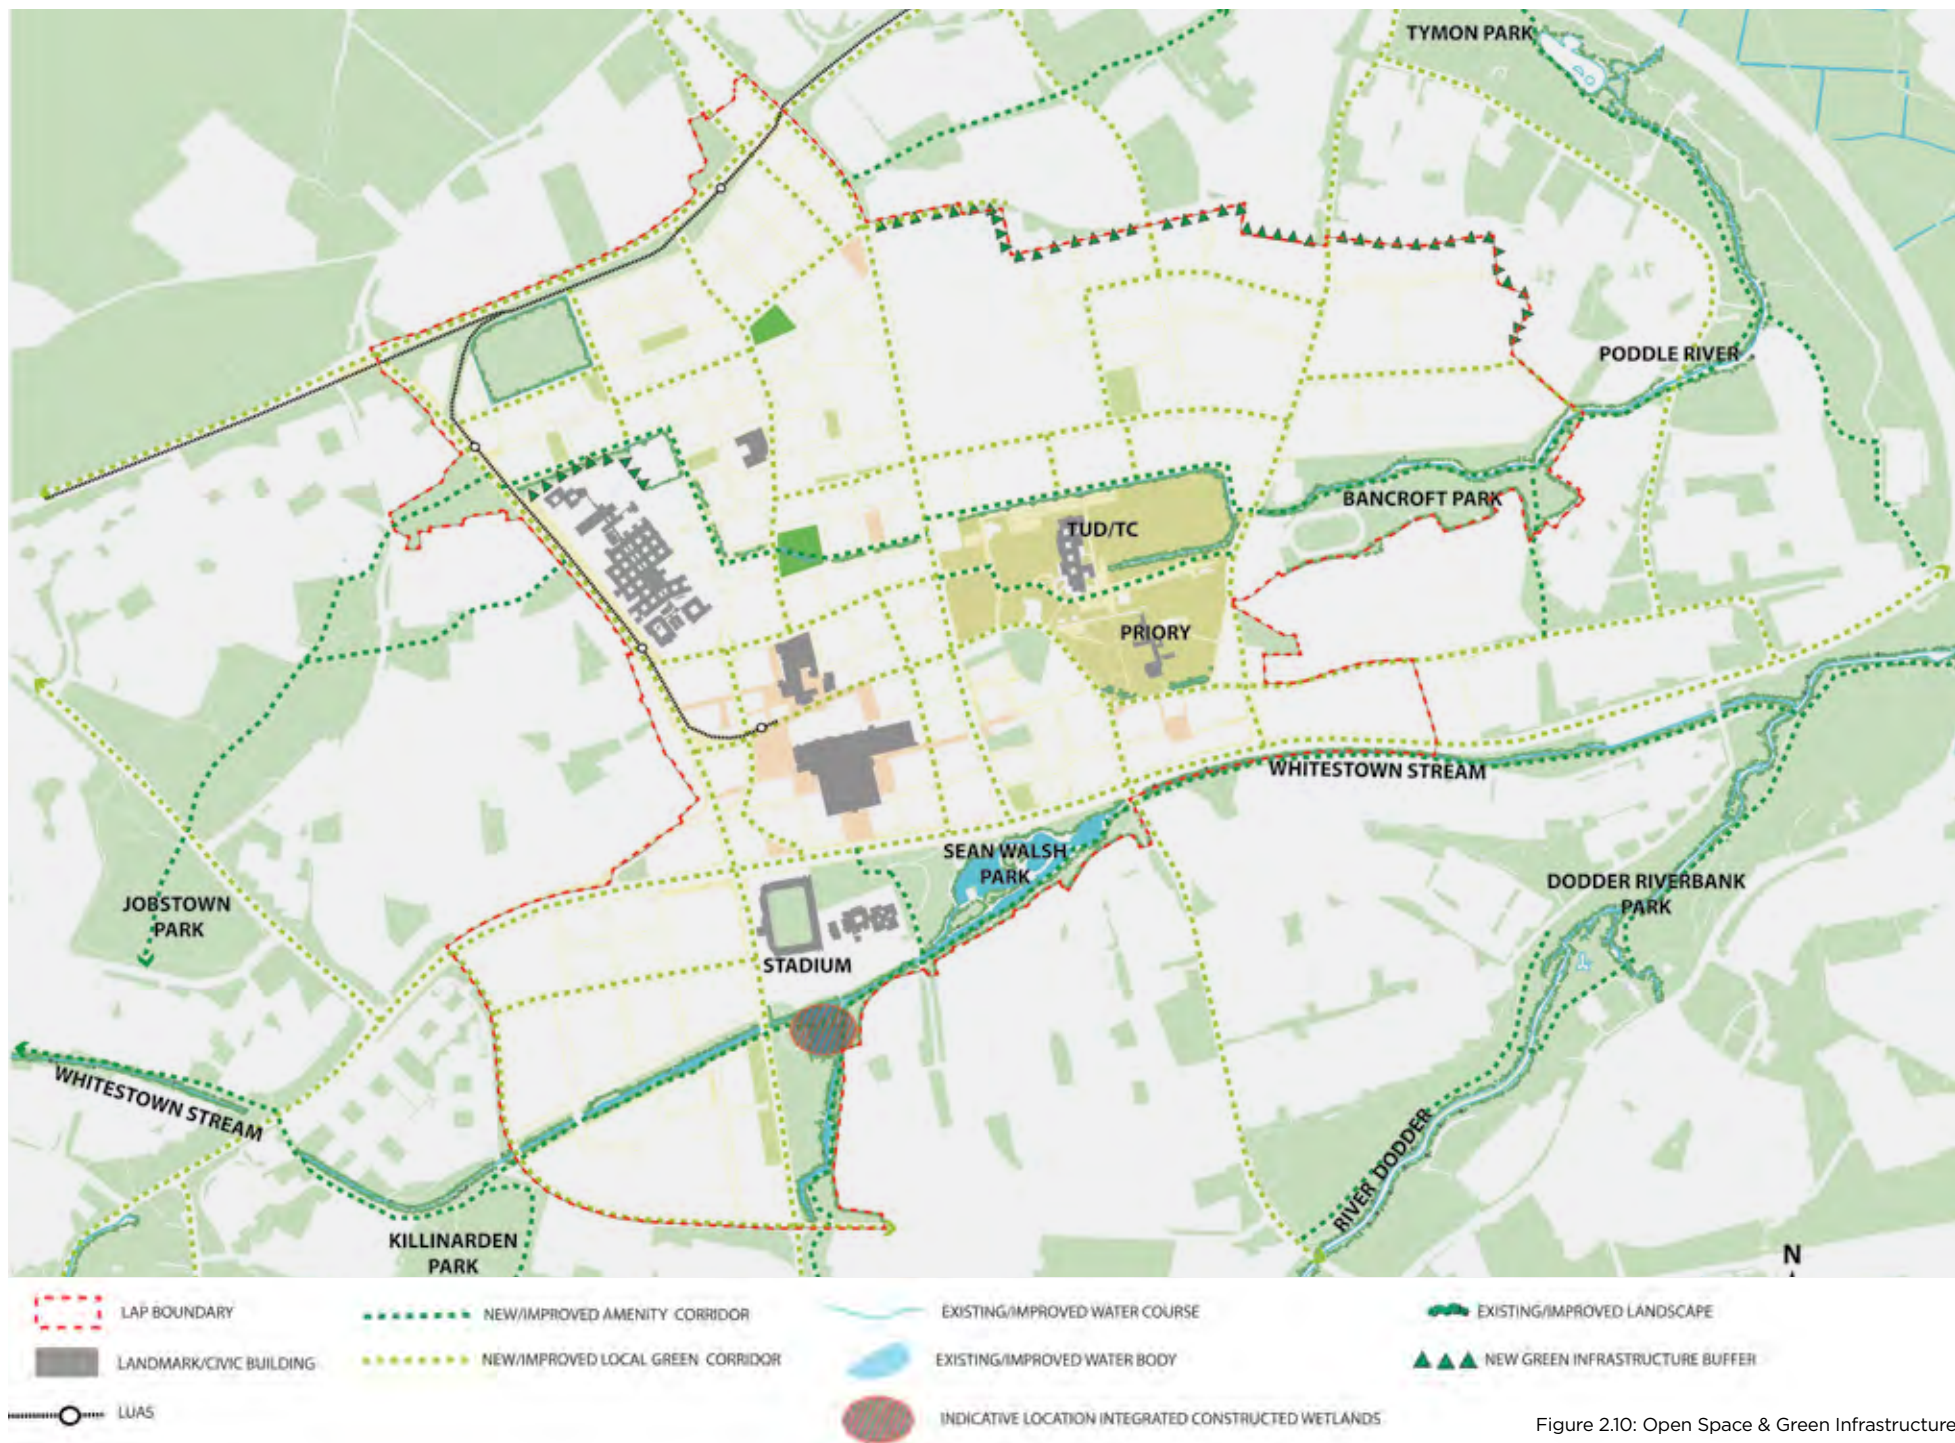 TYMON PARK
PODDLE RIVER
BANCROFT PARK
TUD/TC
PRIORY
WHITESTOWN STREAM
SEAN WALSH
PARK
DODDER RIVERBANK
PARK
JOBSTOWN
PARK
STADIUM
WHITESTOWN STREAM
RIVER DODDER
KILLINARDEN
PARK
N
LAP BOUNDARY
NEW/IMPROVED AMENITY CORRIDOR
EXISTING/IMPROVED WATER COURSE
EXISTING/IMPROVED LANDSCAPE
LANDMARK/CIVIC BUILDING
NEW/IMPROVED LOCAL GREEN CORRIDOR
EXISTING/IMPROVED WATER BODY
NEW GREEN INFRASTRUCTURE BUFFER
LUAS
INDICATIVE LOCATION INTEGRATED CONSTRUCTED WETLANDS
Figure 2.10: Open Space & Green Infrastructure